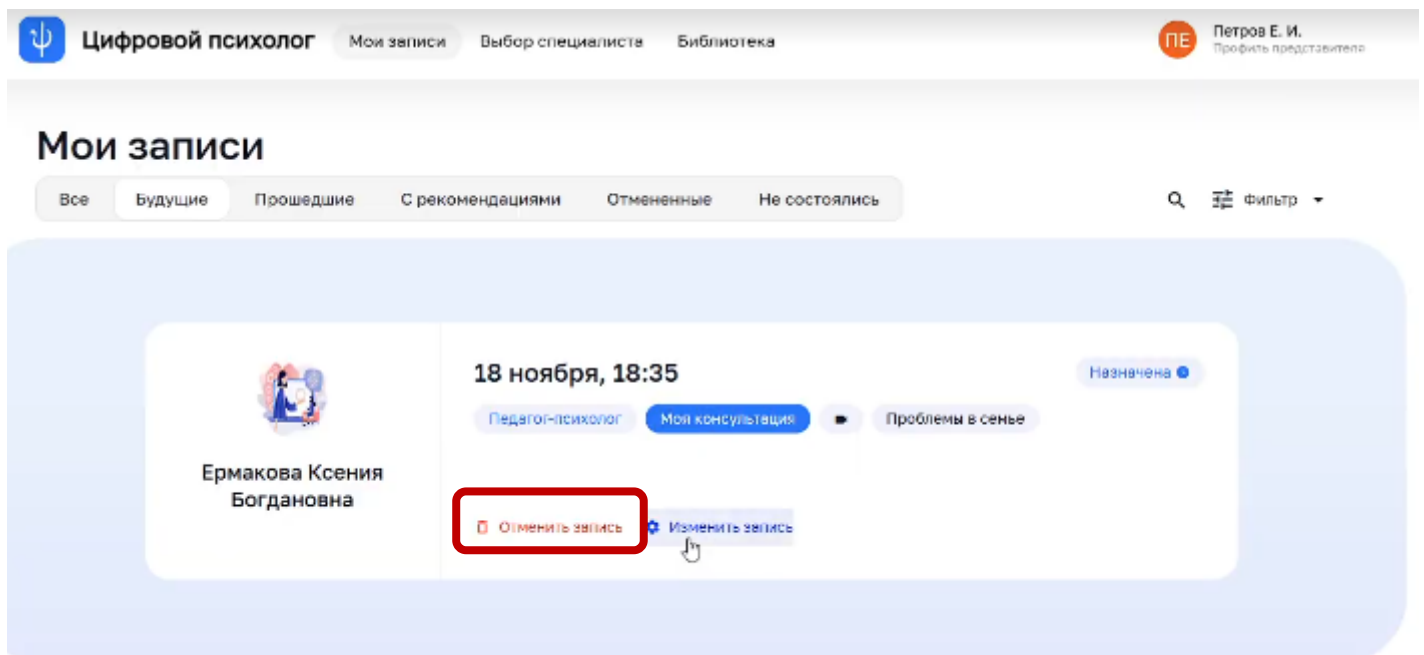 Цифровой психолог Мои записи Выбор специалиста Библиотека ПЕ Петров Е. И.
Профиль представителя
Мои записи
Все Будущие Прошедшие С рекомендациями Отмененные Не состоялись Фильтр
18 ноября, 18:35 Назначена
Педагог-психолог Моя консультация Проблемы в семье
Ермакова Ксения
Богдановна
Отменить запись Изменить запись